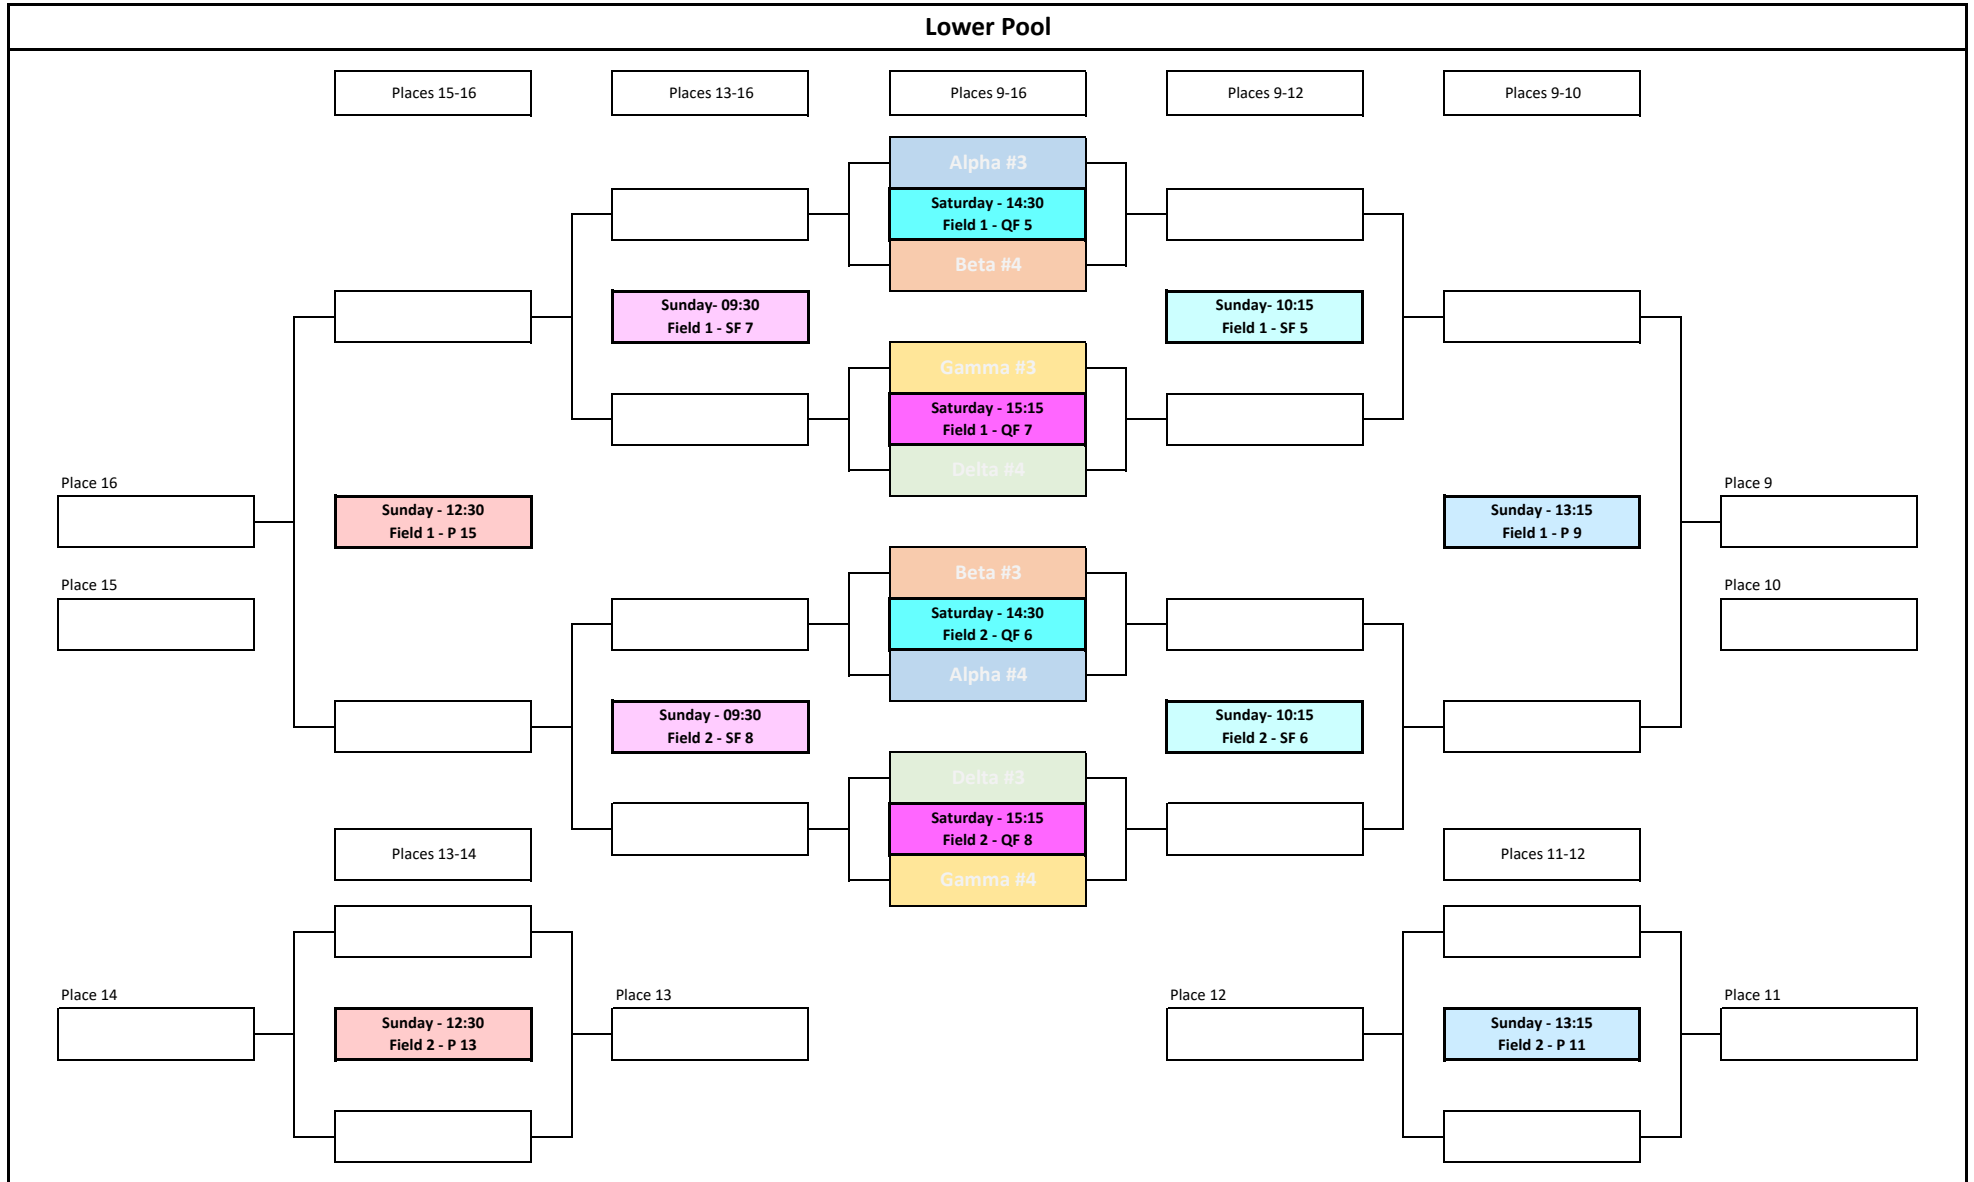 Lower Pool
Places 15-16
Places 13-16
Places 9-16
Places 9-12
Places 9-10
Alpha #3
Saturday - 14:30
Field 1 - QF 5
Beta #4
Sunday- 09:30
Field 1 - SF 7
Sunday- 10:15
Field 1 - SF 5
Gamma #3
Saturday - 15:15
Field 1 - QF 7
Delta #4
Place 16
Sunday - 12:30
Field 1 - P 15
Sunday - 13:15
Field 1 - P 9
Place 9
Place 15
Beta #3
Saturday - 14:30
Field 2 - QF 6
Alpha #4
Place 10
Sunday - 09:30
Field 2 - SF 8
Sunday- 10:15
Field 2 - SF 6
Delta #3
Saturday - 15:15
Field 2 - QF 8
Gamma #4
Places 13-14
Places 11-12
Place 14
Sunday - 12:30
Field 2 - P 13
Place 13
Place 12
Sunday - 13:15
Field 2 - P 11
Place 11